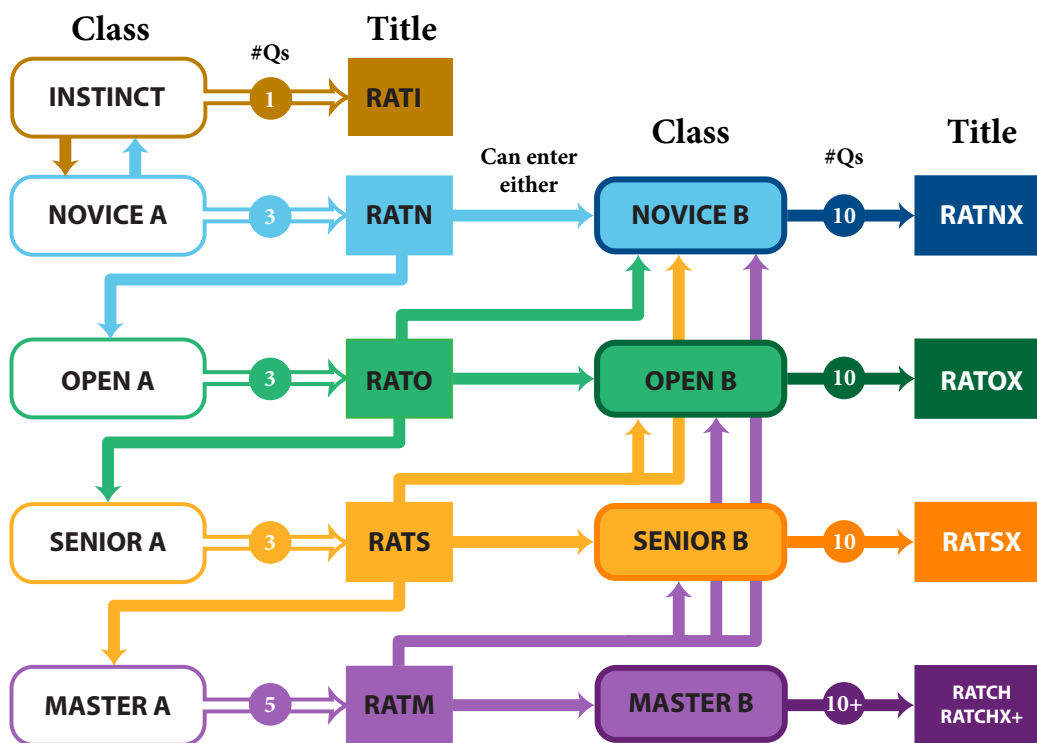 Class
#Qs
Title
INSTINCT
1
RATI
Class
#Qs
Title
Can enter
either
NOVICE A
3
RATN
NOVICE B
10
RATNX
OPEN A
3
RATO
OPEN B
10
RATOX
SENIOR A
3
RATS
SENIOR B
10
RATSX
MASTER A
5
RATM
MASTER B
10+
RATCH
RATCHX+